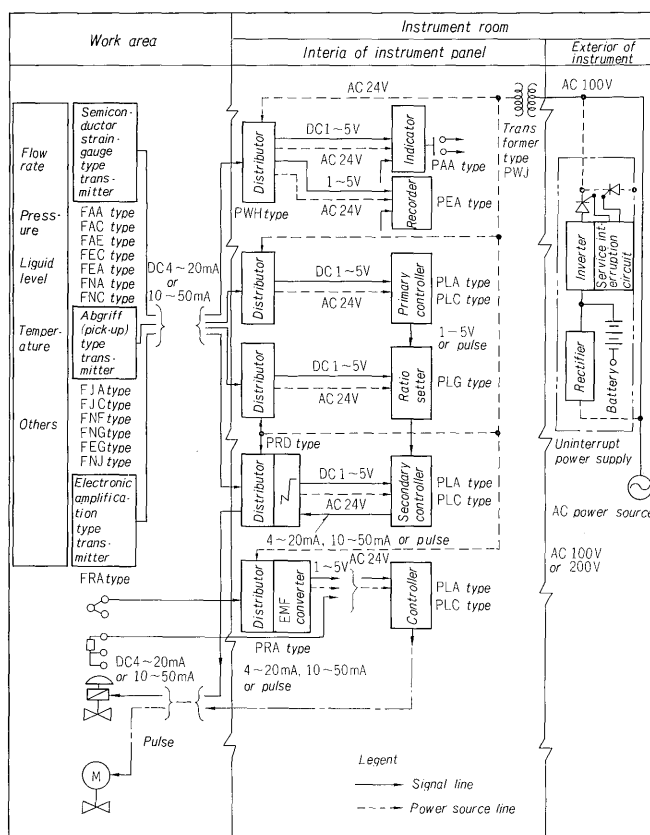 Work area
Instrument room
Interia of instrument panel
Exterior of
instrument
Flow
rate
Press-
ure
Liguid
level
Temper-
ature
Others
Semicon-
ductor
strain-
gauge
type
trans-
mitter
FAA type
FAC type
FAE type
FEC type
FEA type
FNA type
FNC type
Abgriff
(pick-up)
type
trans-
mitter
FJA type
FJC type
FNF type
FNG type
FEG type
FNJ type
Electronic
amplifica-
tion
type
trans-
mitter
FRA type
DC4~20mA
or
10~50mA
AC 24V
Distributor
PWH type
DC 1~5V
AC 24V
1~5V
AC 24V
Indicator
PAA type
Recorder
PEA type
Distributor
DC 1~5V
AC 24V
Primary
controller
PLA type
PLC type
1~5V
or pulse
Distributor
DC 1~5V
AC 24V
Ratio
setter
PLG type
PRD type
Distributor
DC 1~5V
AC 24V
Secondary
controller
PLA type
PLC type
4~20mA, 10~50mA or pulse
Distributor
EMF
converter
1~5V
AC 24V
Controller
PLA type
PLC type
PRA type
4~20mA, 10~50mA
or pulse
DC4~20mA
or 10~50mA
Pulse
M
Trans
former
type
PWJ
AC 100V
Inverter
Service int-
erruption
circuit
Rectifier
Battery
Uninterrupt
power supply
AC power source
AC 100V
or 200V
Legent
Signal line
Power source line